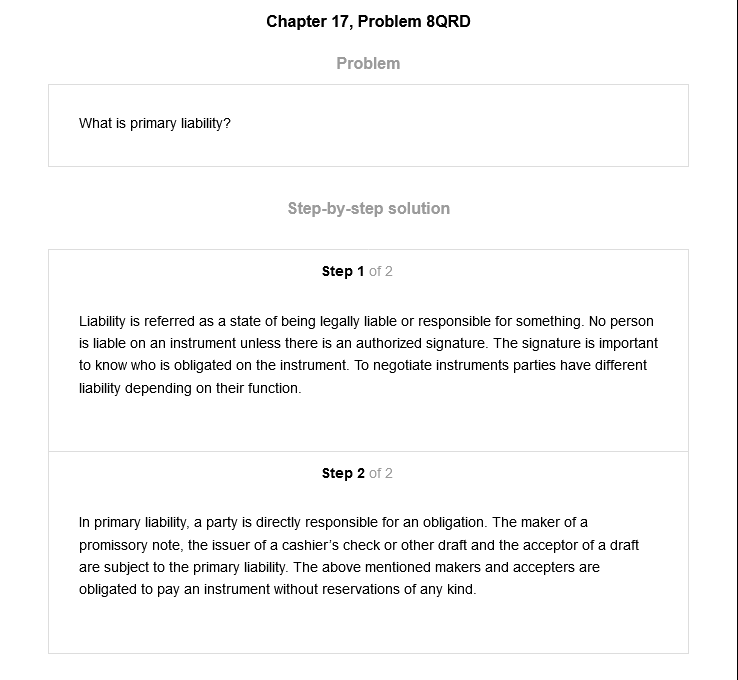 Chapter 17, Problem 8QRD
Problem
What is primary liability?
Step-by-step solution
Step 1 of 2
Liability is referred as a state of being legally liable or responsible for something. No person
is liable on an instrument unless there is an authorized signature. The signature is important
to know who is obligated on the instrument. To negotiate instruments parties have different
liability depending on their function.
Step 2 of 2
In primary liability, a party is directly responsible for an obligation. The maker of a
promissory note, the issuer of a cashier's check or other draft and the acceptor of a draft
are subject to the primary liability. The above mentioned makers and accepters are
obligated to pay an instrument without reservations of any kind.